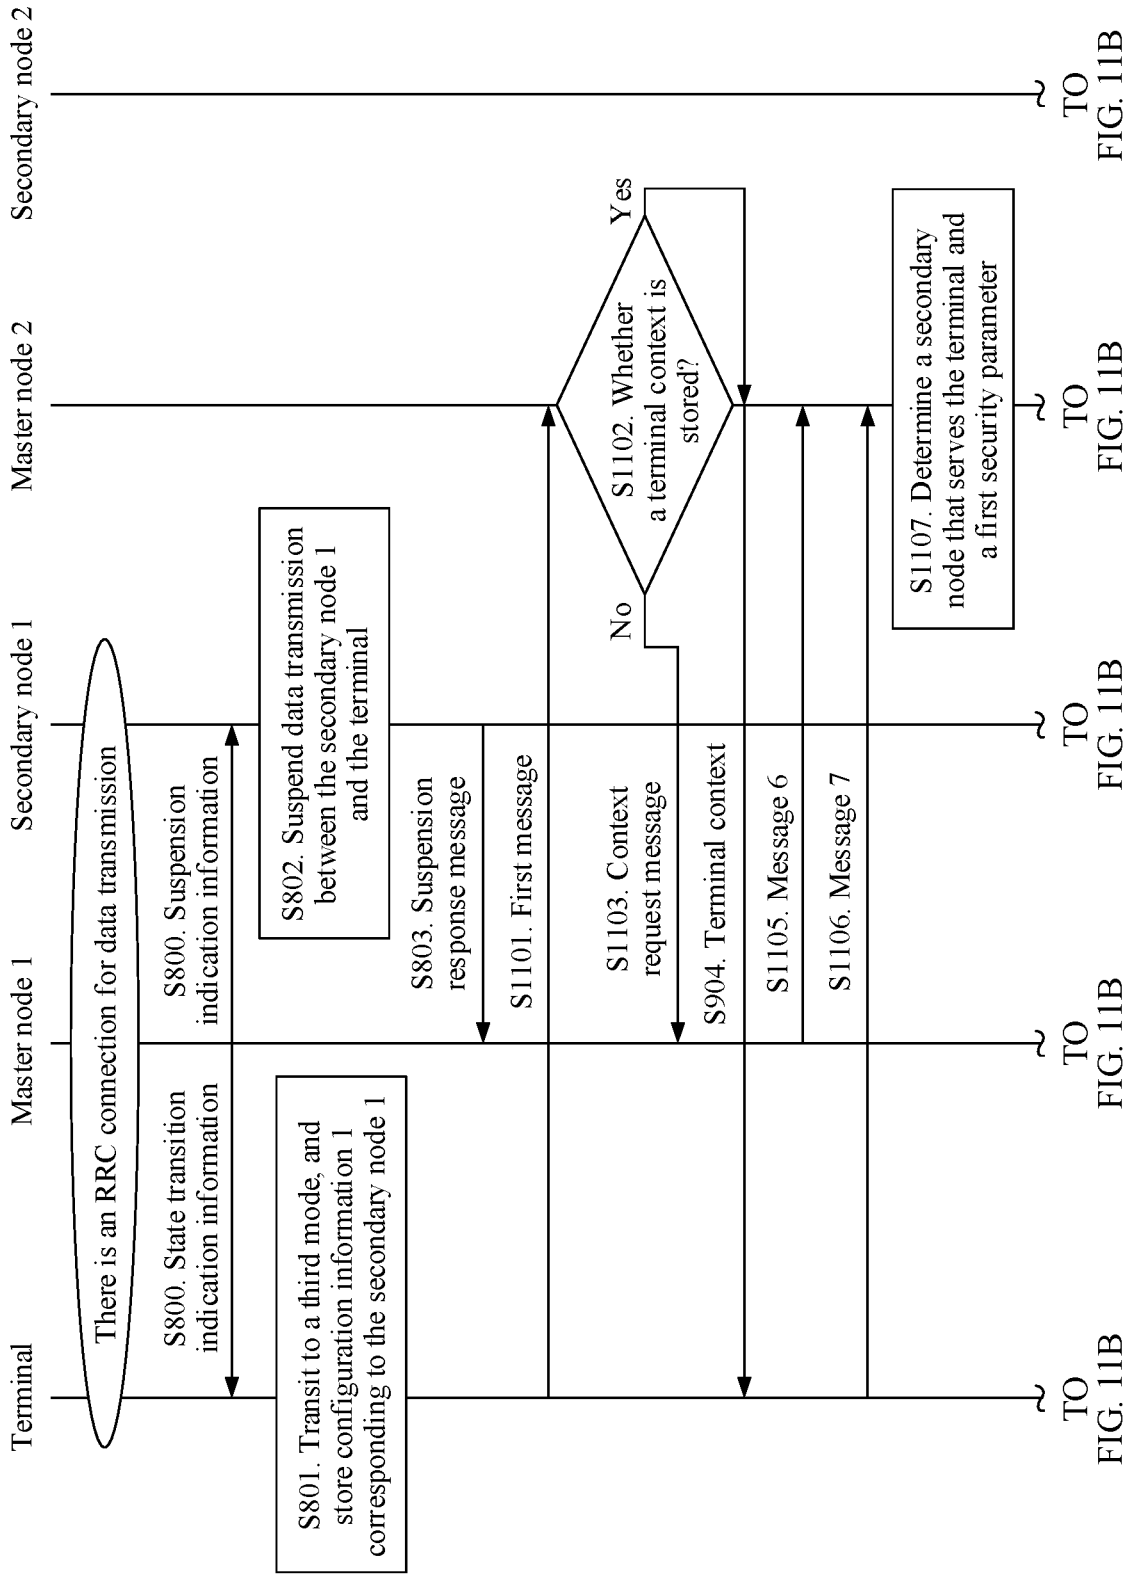 Terminal
Master node 1
Secondary node 1
Master node 2
Secondary node 2
There is an RRC connection for data transmission
S800. State transition
indication information
S800. Suspension
indication information
S801. Transit to a third mode, and
store configuration information 1
corresponding to the secondary node 1
S802. Suspend data transmission
between the secondary node 1
and the terminal
S803. Suspension
response message
S1101. First message
S1102. Whether
a terminal context is
stored?
No
Yes
S1103. Context
request message
S904. Terminal context
S1105. Message 6
S1106. Message 7
S1107. Determine a secondary
node that serves the terminal and
a first security parameter
TO
FIG. 11B
TO
FIG. 11B
TO
FIG. 11B
TO
FIG. 11B
TO
FIG. 11B